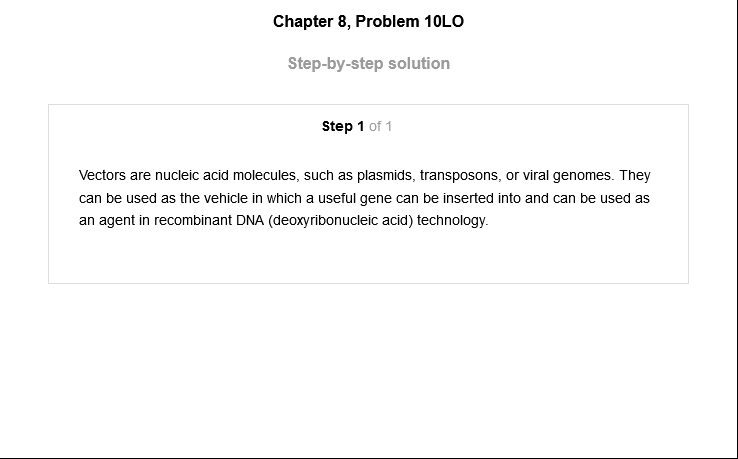 Chapter 8, Problem 10LO
Step-by-step solution
Step 1 of 1
Vectors are nucleic acid molecules, such as plasmids, transposons, or viral genomes. They
can be used as the vehicle in which a useful gene can be inserted into and can be used as
an agent in recombinant DNA (deoxyribonucleic acid) technology.